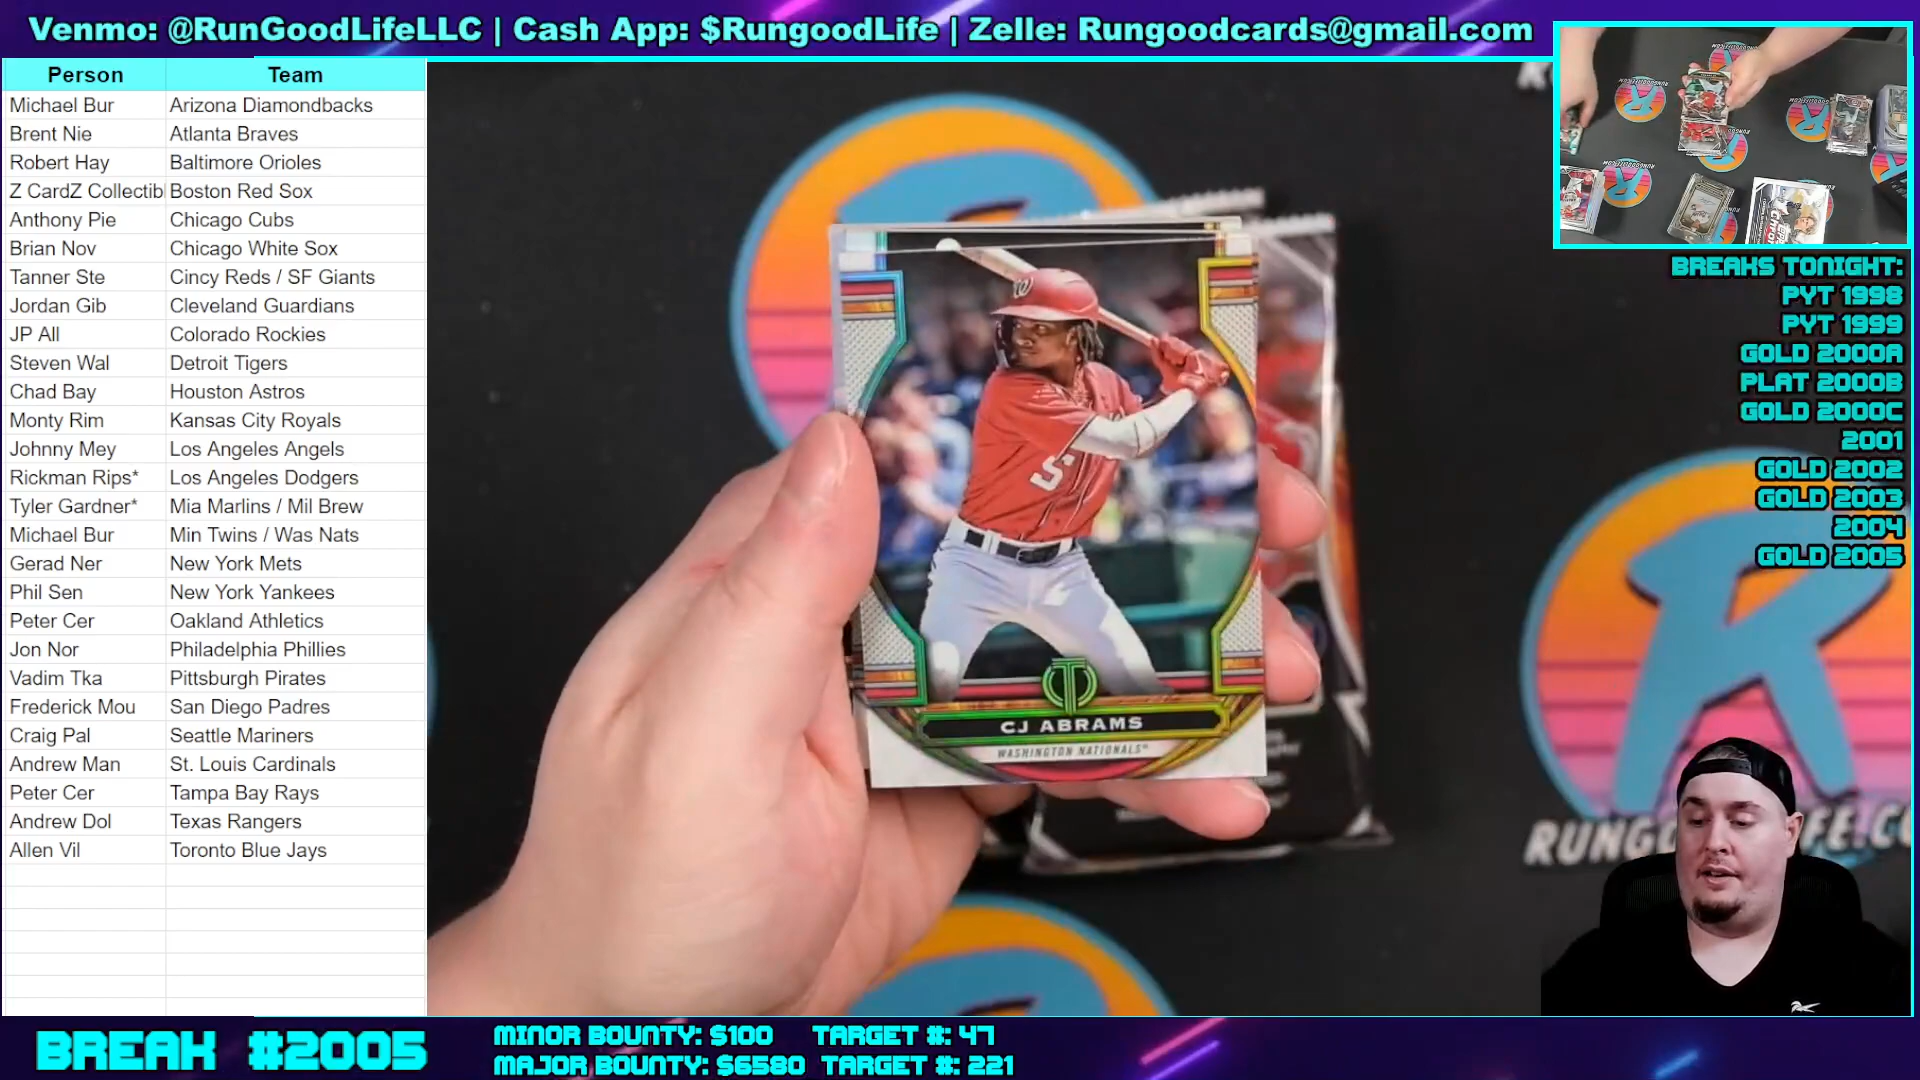 Venmo: @RunGoodLifeLLC | Cash App: $RungoodLife | Zelle: Rungoodcards@gmail.com
Person Team
Michael Bur Arizona Diamondbacks
Brent Nie Atlanta Braves
Robert Hay Baltimore Orioles
Z CardZ Collectibl Boston Red Sox
Anthony Pie Chicago Cubs
Brian Nov Chicago White Sox
Tanner Ste Cincy Reds / SF Giants
Jordan Gib Cleveland Guardians
JP All Colorado Rockies
Steven Wal Detroit Tigers
Chad Bay Houston Astros
Monty Rim Kansas City Royals
Johnny Mey Los Angeles Angels
Rickman Rips* Los Angeles Dodgers
Tyler Gardner* Mia Marlins / Mil Brew
Michael Bur Min Twins / Was Nats
Gerad Ner New York Mets
Phil Sen New York Yankees
Peter Cer Oakland Athletics
Jon Nor Philadelphia Phillies
Vadim Tka Pittsburgh Pirates
Frederick Mou San Diego Padres
Craig Pal Seattle Mariners
Andrew Man St. Louis Cardinals
Peter Cer Tampa Bay Rays
Andrew Dol Texas Rangers
Allen Vil Toronto Blue Jays
W
5
CJ ABRAMS
WASHINGTON NATIONALS
BREAKS TONIGHT:
PYT 1998
PYT 1999
GOLD 2000A
PLAT 2000B
GOLD 2000C
2001
GOLD 2002
GOLD 2003
2004
GOLD 2005
R
BREAK #2005
MINOR BOUNTY: $100 TARGET #: 47
MAJOR BOUNTY: $6580 TARGET #: 221